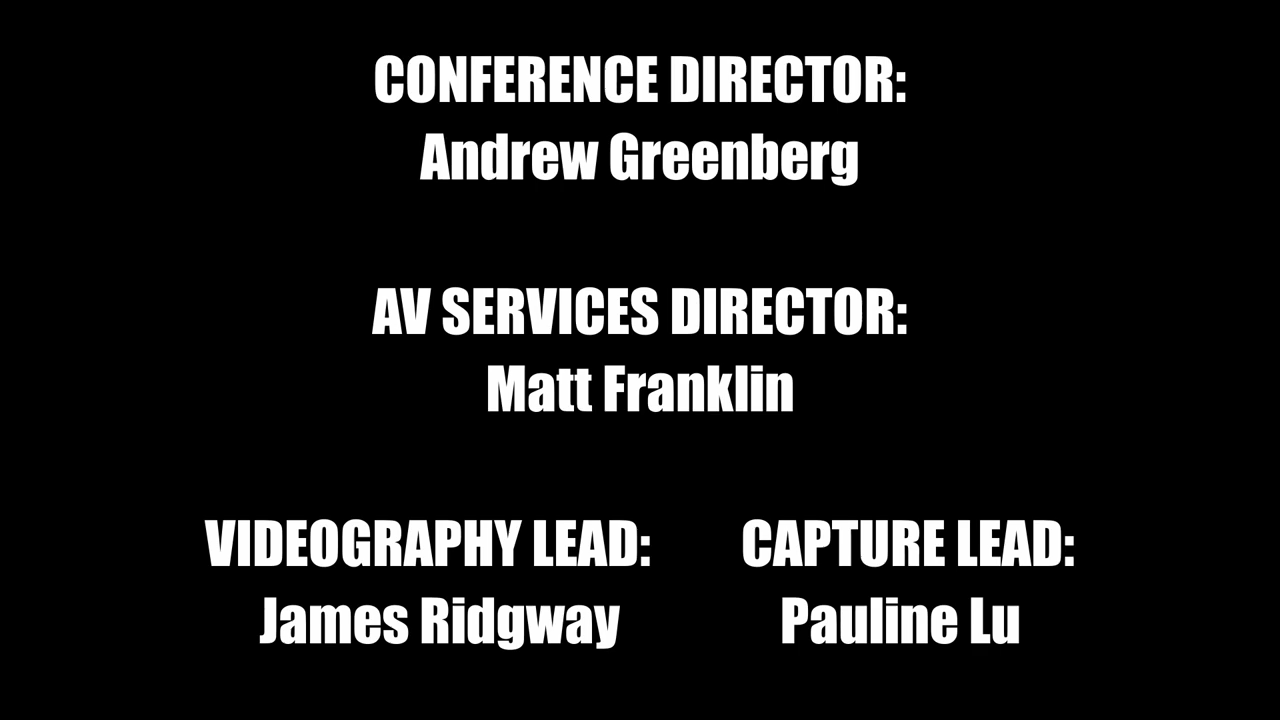 CONFERENCE DIRECTOR:
Andrew Greenberg
AV SERVICES DIRECTOR:
Matt Franklin
VIDEOGRAPHY LEAD:
James Ridgway
CAPTURE LEAD:
Pauline Lu